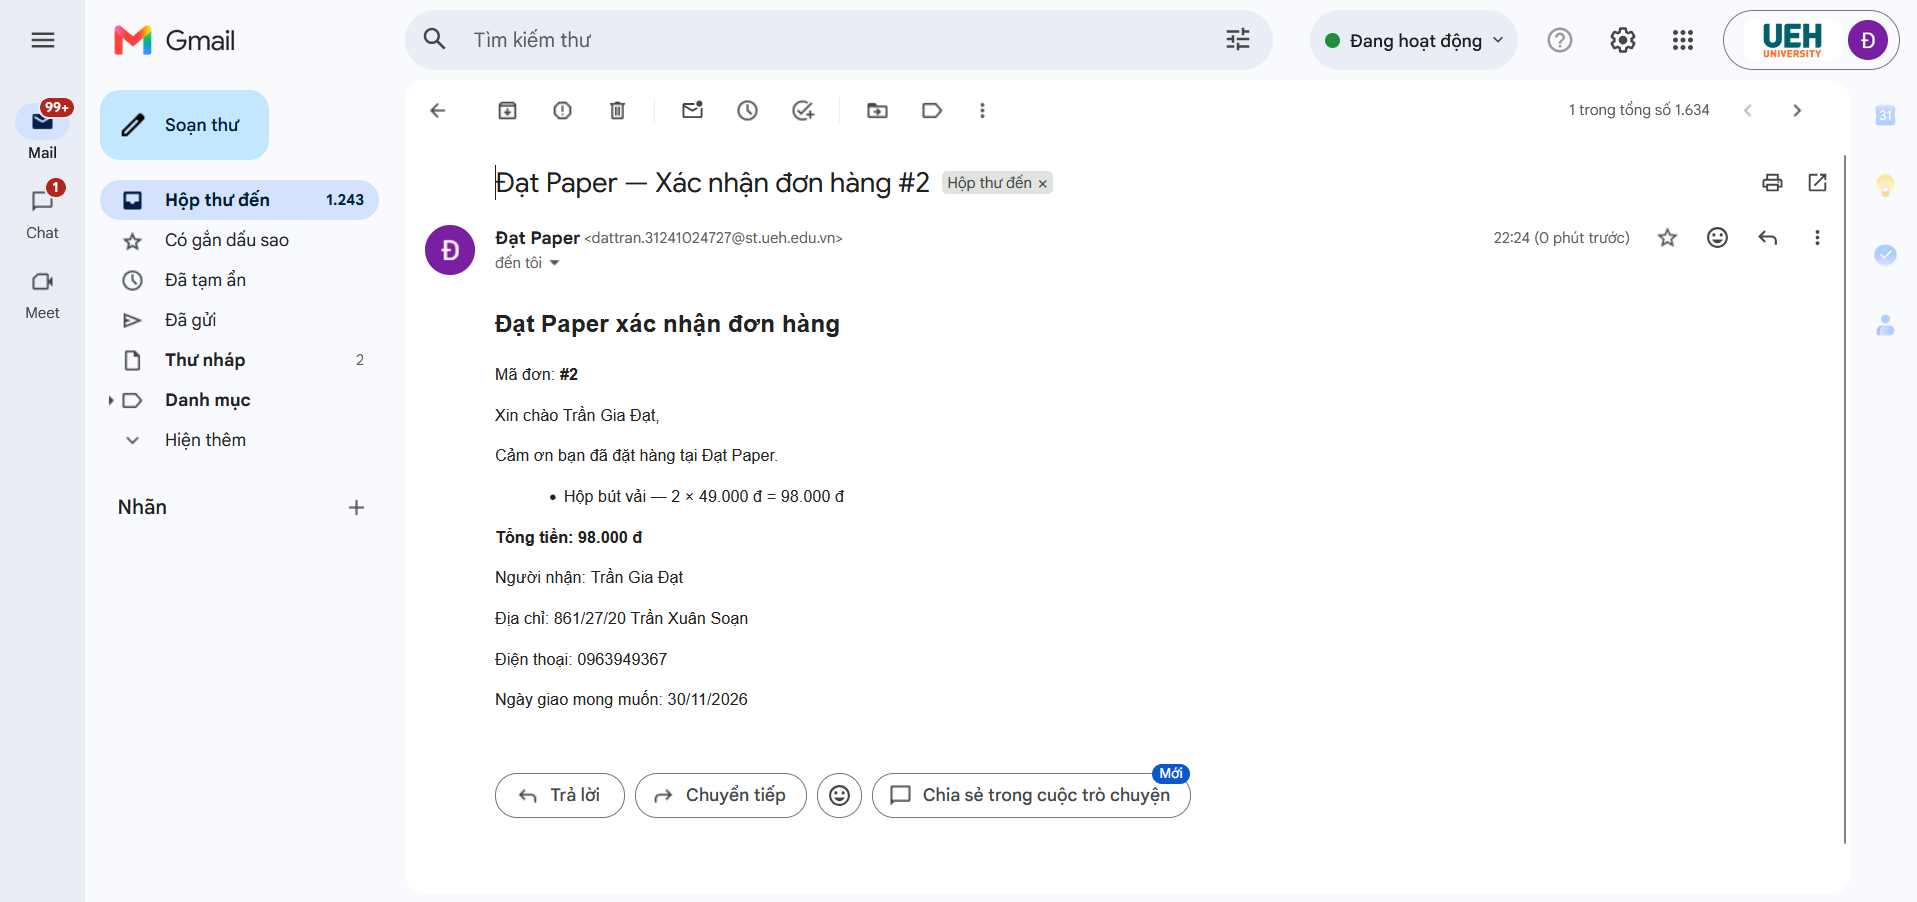 Gmail
Tìm kiếm thư
Đang hoạt động
UEH
UNIVERSITY
Đ
99+
Mail
1
Chat
Meet
Soạn thư
Hộp thư đến 1.243
Có gắn dấu sao
Đã tạm ẩn
Đã gửi
Thư nháp 2
Danh mục
Hiện thêm
Nhãn
1 trong tổng số 1.634
31
Đạt Paper — Xác nhận đơn hàng #2 Hộp thư đến ×
Đ
Đạt Paper <dattran.31241024727@st.ueh.edu.vn> 22:24 (0 phút trước)
đến tôi
Đạt Paper xác nhận đơn hàng
Mã đơn: #2
Xin chào Trần Gia Đạt,
Cảm ơn bạn đã đặt hàng tại Đạt Paper.
• Hộp bút vải — 2 × 49.000 đ = 98.000 đ
Tổng tiền: 98.000 đ
Người nhận: Trần Gia Đạt
Địa chỉ: 861/27/20 Trần Xuân Soạn
Điện thoại: 0963949367
Ngày giao mong muốn: 30/11/2026
Trả lời
Chuyển tiếp
Mới
Chia sẻ trong cuộc trò chuyện